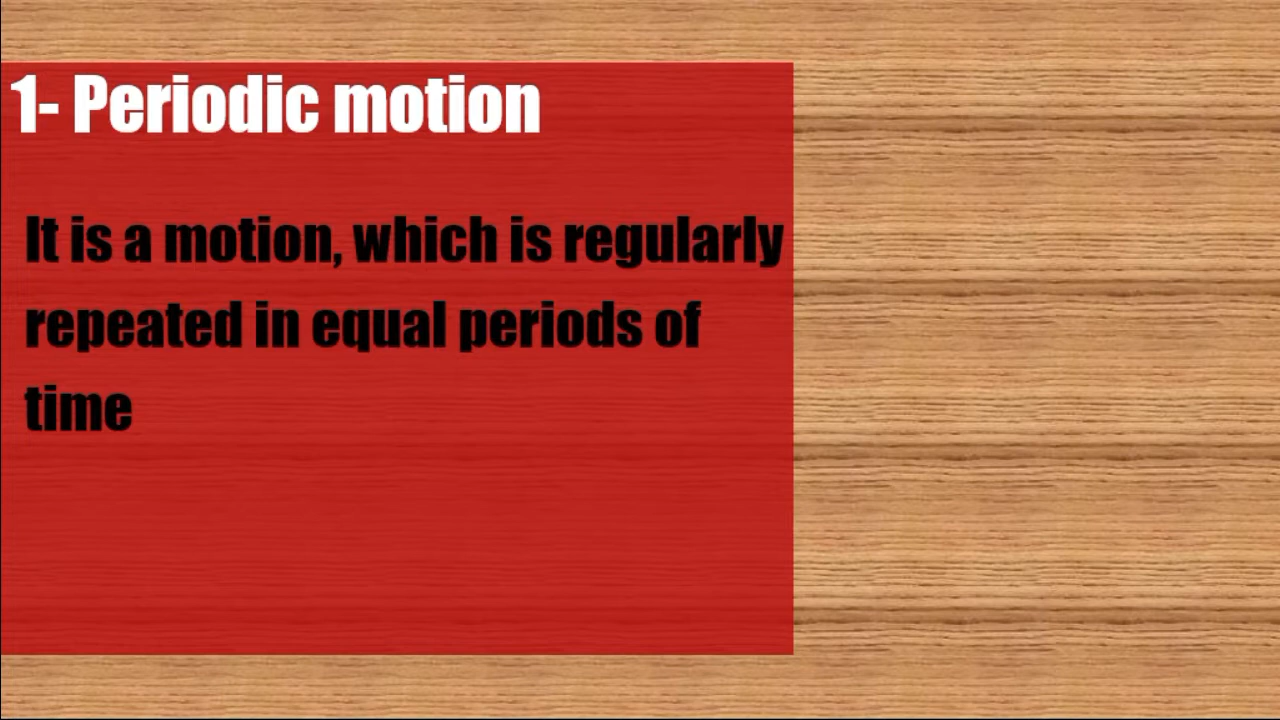 1- Periodic motion
It is a motion, which is regularly
repeated in equal periods of
time